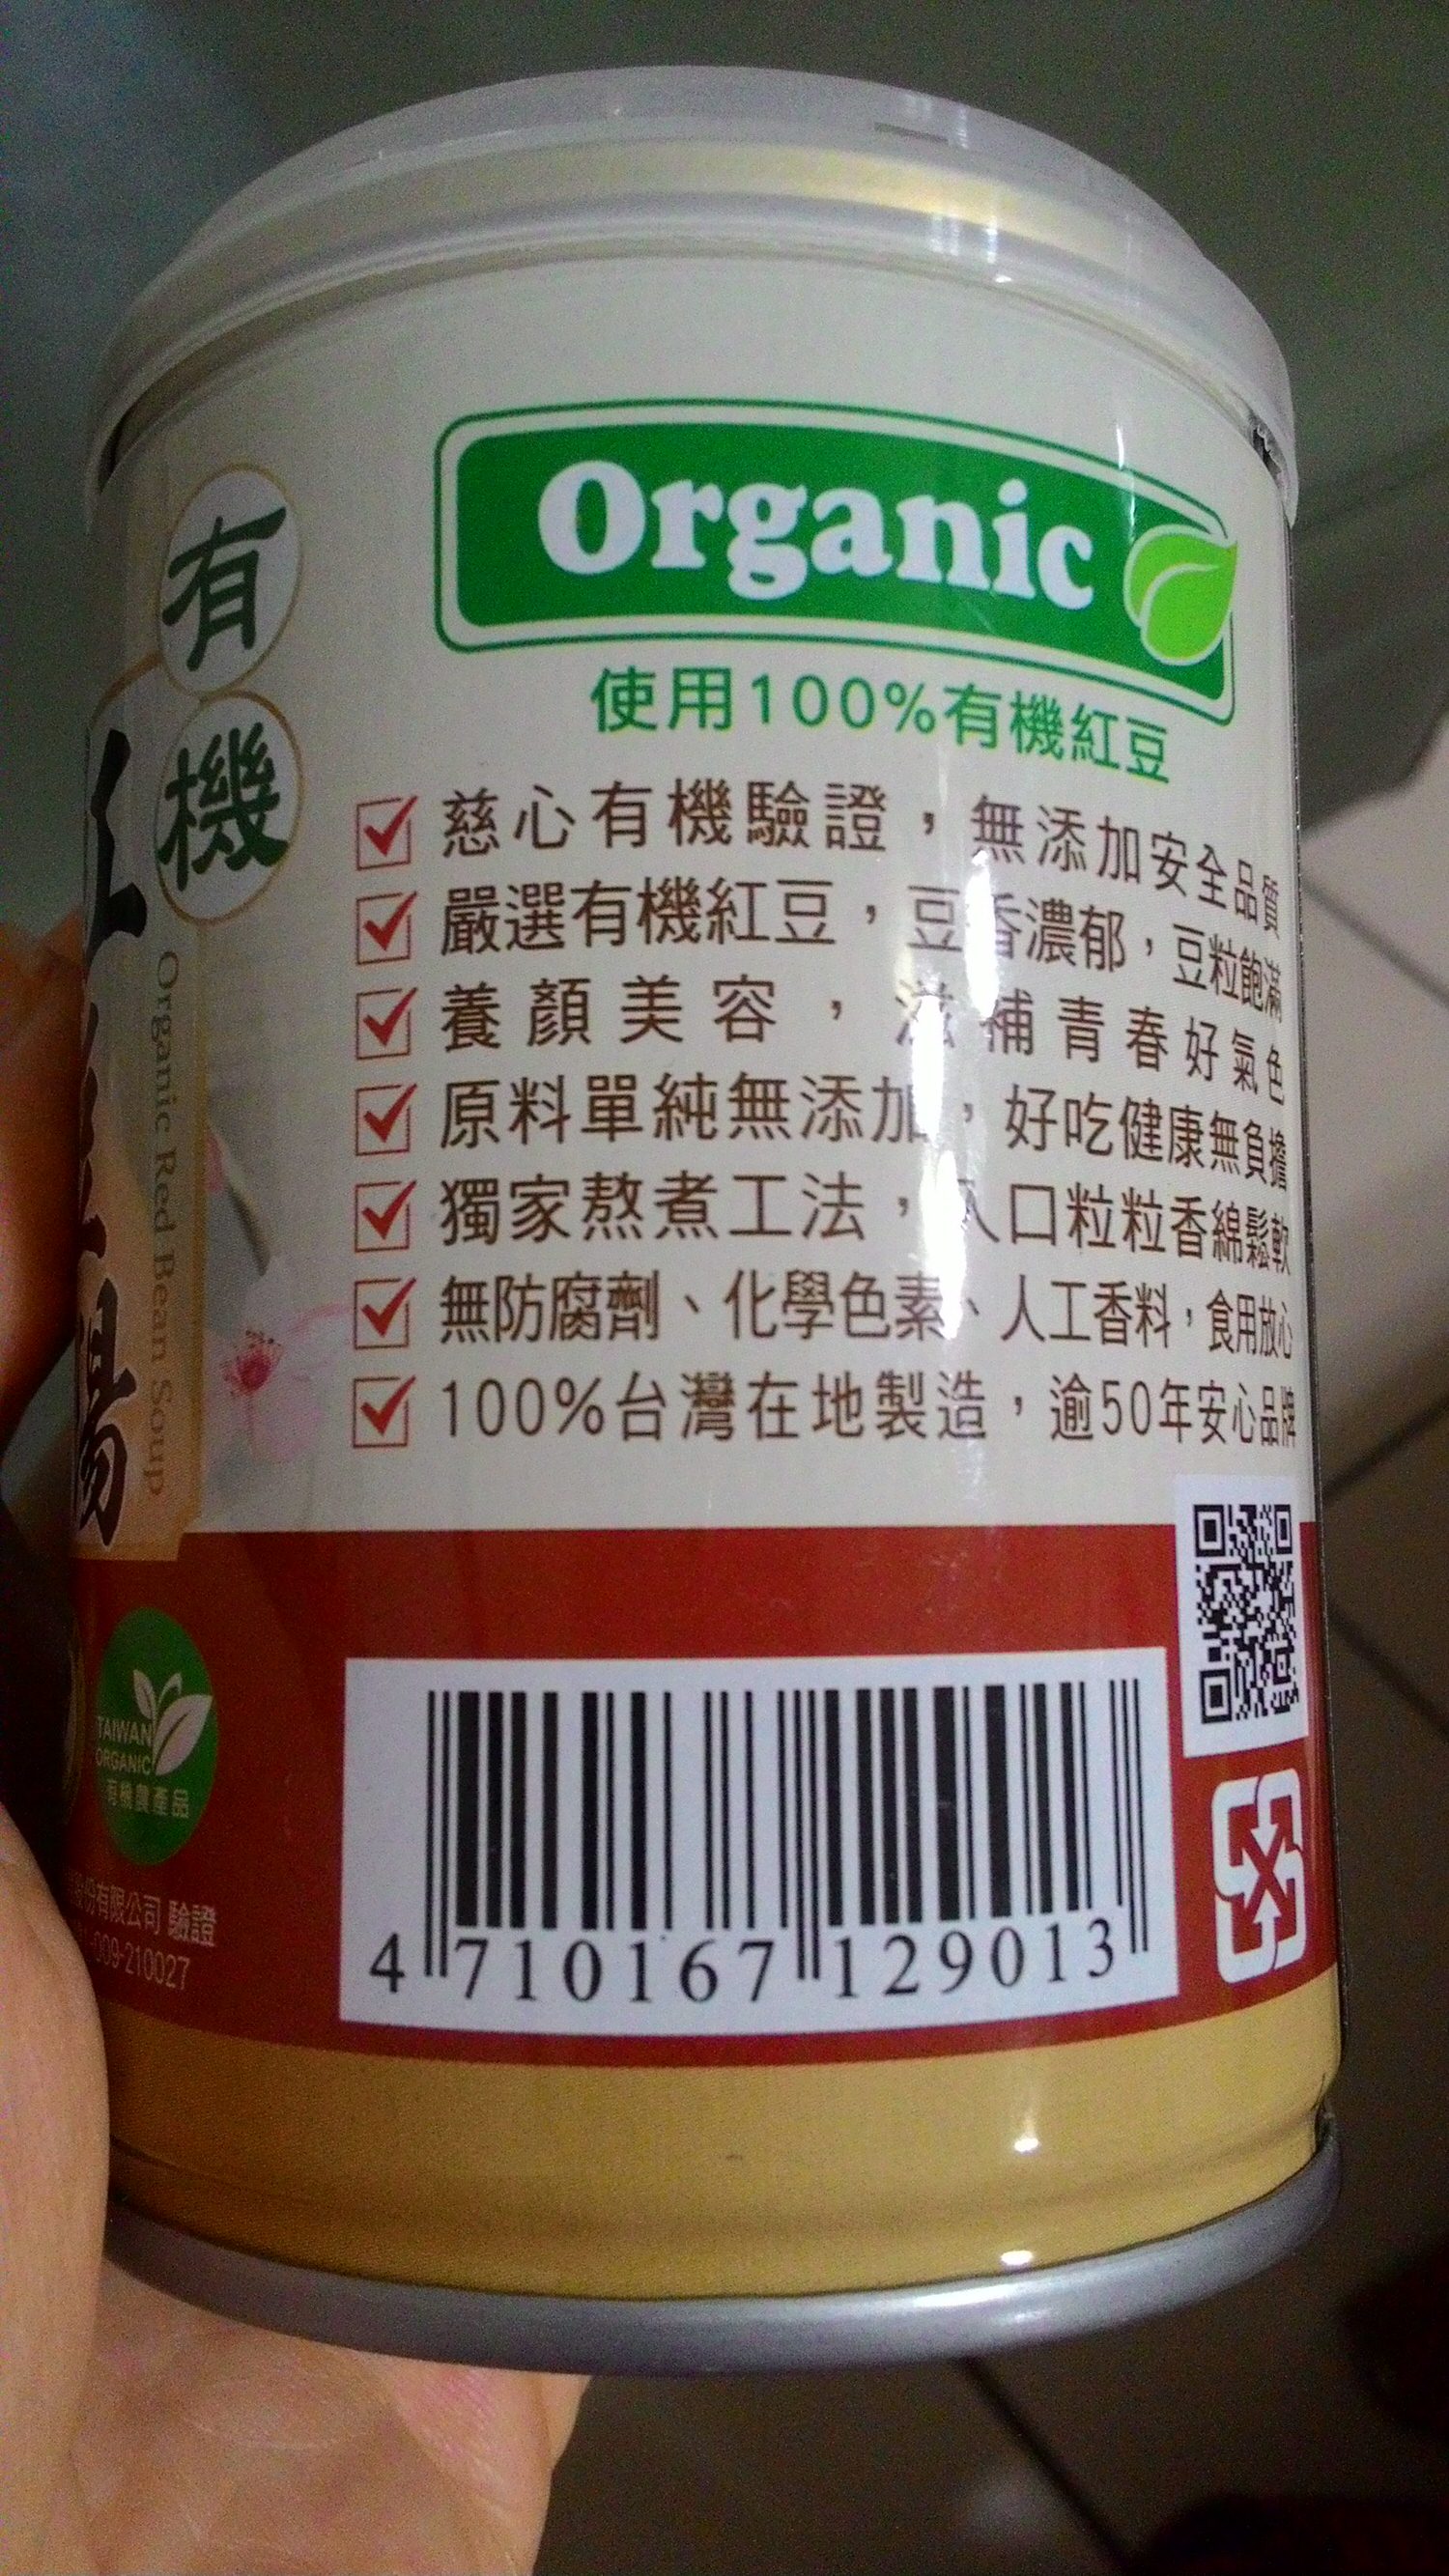 Organic
使用100%有機紅豆
有機
Organic Red Bean Soup
慈心有機驗證，無添加安全品質
嚴選有機紅豆，豆香濃郁，豆粒飽滿
養顏美容，滋補青春好氣色
原料單純無添加，好吃健康無負擔
獨家熬煮工法，入口粒粒香綿鬆軟
無防腐劑、化學色素、人工香料，食用放心
100%台灣在地製造，逾50年安心品牌
TAIWAN
ORGANIC
有機農產品
份有限公司 驗證
-009-210027
4 710167 129013